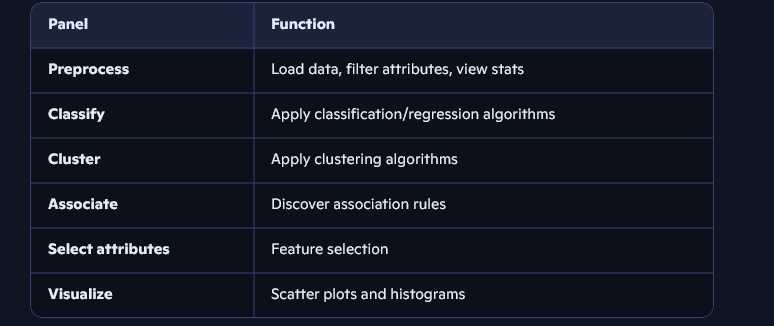 Panel Function
Preprocess Load data, filter attributes, view stats
Classify Apply classification/regression algorithms
Cluster Apply clustering algorithms
Associate Discover association rules
Select attributes Feature selection
Visualize Scatter plots and histograms